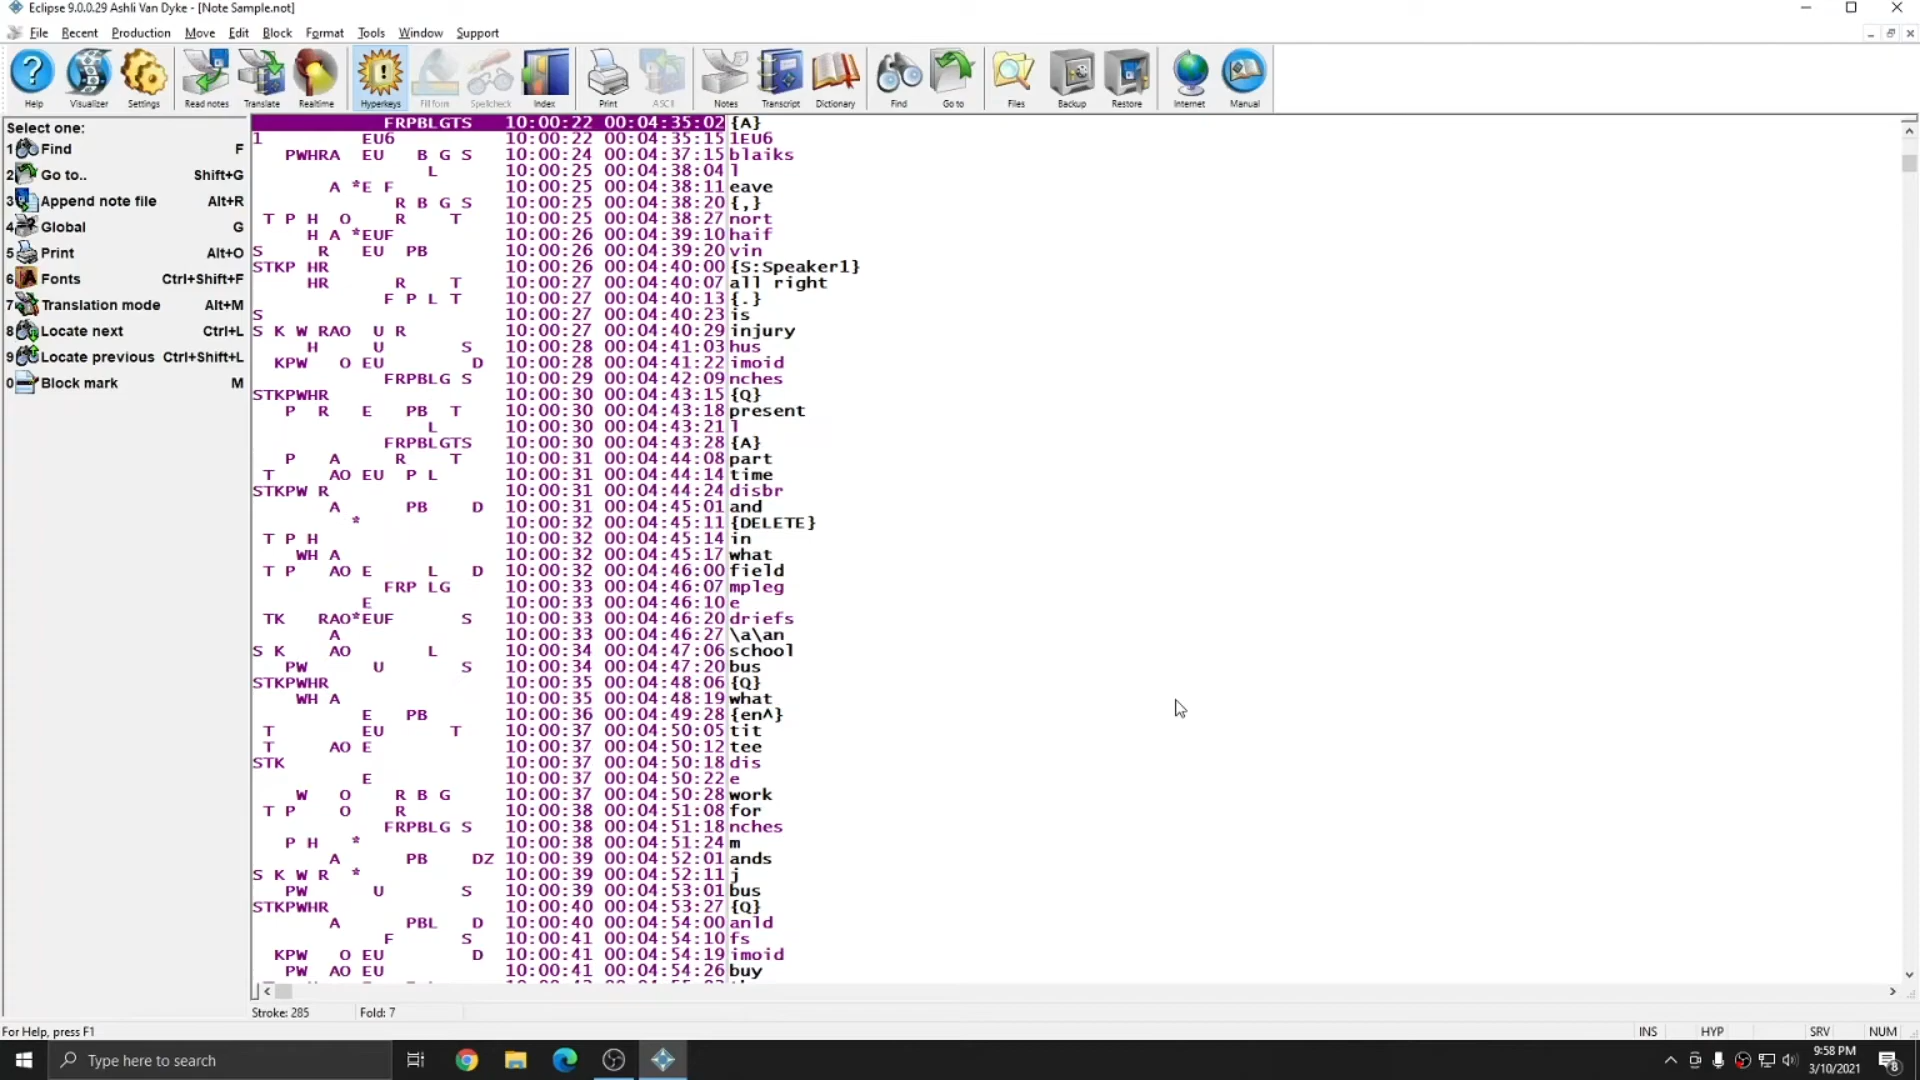 Eclipse 9.0.0.29 Ashli Van Dyke - [Note Sample.not]
File Recent Production Move Edit Block Format Tools Window Support
Help Visualizer Settings Read notes Translate Realtime Hyperkeys Fill form Spellcheck Index Print ASCII Notes Transcript Dictionary Find Go to Files Backup Restore Internet Manual
Select one:
1 Find F
2 Go to.. Shift+G
3 Append note file Alt+R
4 Global G
5 Print Alt+O
6 Fonts Ctrl+Shift+F
7 Translation mode Alt+M
8 Locate next Ctrl+L
9 Locate previous Ctrl+Shift+L
0 Block mark M
FRPBLGTS 10:00:22 00:04:35:02 {A}
1 EU6 10:00:22 00:04:35:15 1EU6
PWHRA EU B G S 10:00:24 00:04:37:15 blaiks
L 10:00:25 00:04:38:04 l
A *E F 10:00:25 00:04:38:11 eave
R B G S 10:00:25 00:04:38:20 {,}
T P H O R T 10:00:25 00:04:38:27 nort
H A *EUF 10:00:26 00:04:39:10 haif
S R EU PB 10:00:26 00:04:39:20 vin
STKP HR 10:00:26 00:04:40:00 {S:Speaker1}
HR R T 10:00:27 00:04:40:07 all right
F P L T 10:00:27 00:04:40:13 {.}
S 10:00:27 00:04:40:23 is
S K W RAO U R 10:00:27 00:04:40:29 injury
H U S 10:00:28 00:04:41:03 hus
KPW O EU D 10:00:28 00:04:41:22 imoid
FRPBLG S 10:00:29 00:04:42:09 nches
STKPWHR 10:00:30 00:04:43:15 {Q}
P R E PB T 10:00:30 00:04:43:18 present
L 10:00:30 00:04:43:21 l
FRPBLGTS 10:00:30 00:04:43:28 {A}
P A R T 10:00:31 00:04:44:08 part
T AO EU P L 10:00:31 00:04:44:14 time
STKPW R 10:00:31 00:04:44:24 disbr
A PB D 10:00:31 00:04:45:01 and
* 10:00:32 00:04:45:11 {DELETE}
T P H 10:00:32 00:04:45:14 in
WH A 10:00:32 00:04:45:17 what
T P AO E L D 10:00:32 00:04:46:00 field
FRP LG 10:00:33 00:04:46:07 mpleg
E 10:00:33 00:04:46:10 e
TK RAO*EUF S 10:00:33 00:04:46:20 driefs
A 10:00:33 00:04:46:27 \a\an
S K AO L 10:00:34 00:04:47:06 school
PW U S 10:00:34 00:04:47:20 bus
STKPWHR 10:00:35 00:04:48:06 {Q}
WH A 10:00:35 00:04:48:19 what
E PB 10:00:36 00:04:49:28 {en^}
T EU T 10:00:37 00:04:50:05 tit
T AO E 10:00:37 00:04:50:12 tee
STK 10:00:37 00:04:50:18 dis
E 10:00:37 00:04:50:22 e
W O R B G 10:00:37 00:04:50:28 work
T P O R 10:00:38 00:04:51:08 for
FRPBLG S 10:00:38 00:04:51:18 nches
P H * 10:00:38 00:04:51:24 m
A PB DZ 10:00:39 00:04:52:01 ands
S K W R * 10:00:39 00:04:52:11 j
PW U S 10:00:39 00:04:53:01 bus
STKPWHR 10:00:40 00:04:53:27 {Q}
A PBL D 10:00:40 00:04:54:00 anld
F S 10:00:41 00:04:54:10 fs
KPW O EU D 10:00:41 00:04:54:19 imoid
PW AO EU 10:00:41 00:04:54:26 buy
Stroke: 285 Fold: 7
For Help, press F1 INS HYP SRV NUM
Type here to search
9:58 PM
3/10/2021
8